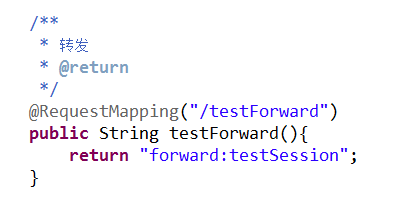 /**
 * 转发
 * @return
 */
@RequestMapping("/testForward")
public String testForward(){
    return "forward:testSession";
}